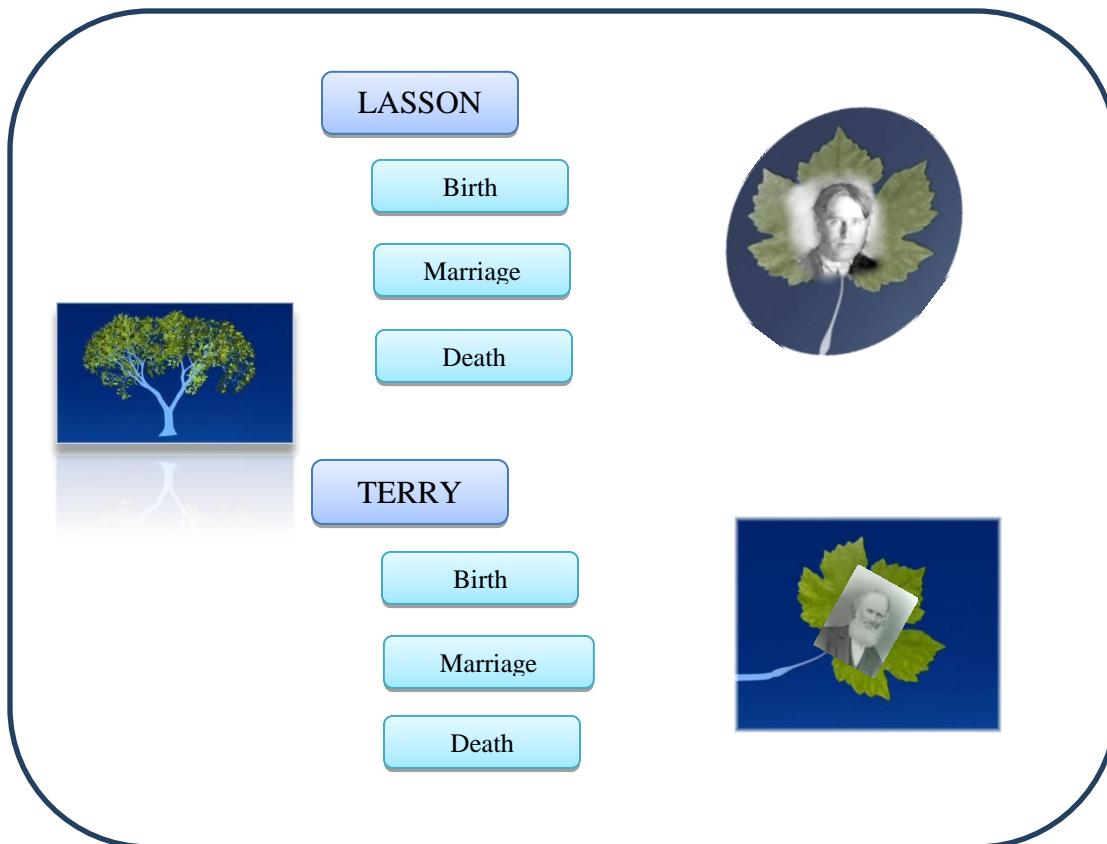 LASSON
Birth
Marriage
Death
TERRY
Birth
Marriage
Death